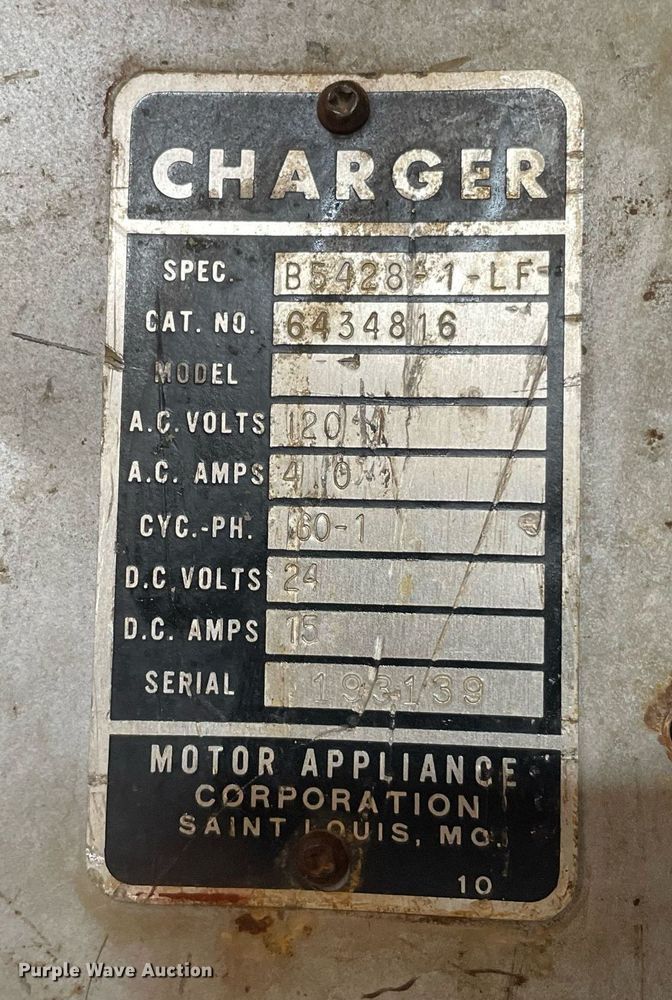 CHARGER
SPEC. B5428-1-LF
CAT. NO. 6434816
MODEL
A.C. VOLTS 120
A.C. AMPS 4.0
CYC.-PH. 60-1
D.C. VOLTS 24
D.C. AMPS 15
SERIAL 193139
MOTOR APPLIANCE
CORPORATION
SAINT LOUIS, MO.
10
Purple Wave Auction